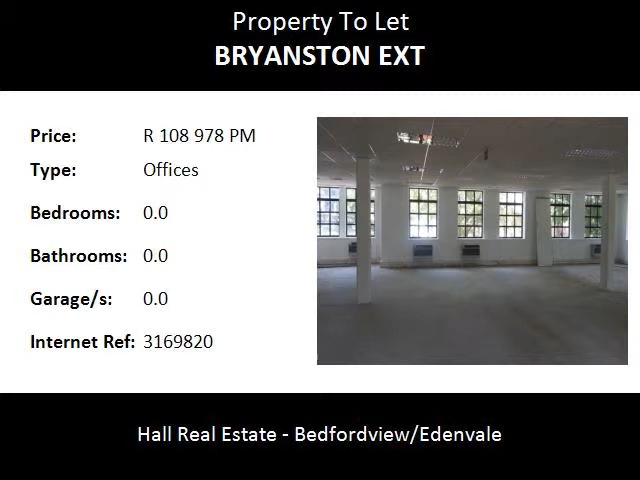 Property To Let
BRYANSTON EXT
Price: R 108 978 PM
Type: Offices
Bedrooms: 0.0
Bathrooms: 0.0
Garage/s: 0.0
Internet Ref: 3169820
Hall Real Estate - Bedfordview/Edenvale